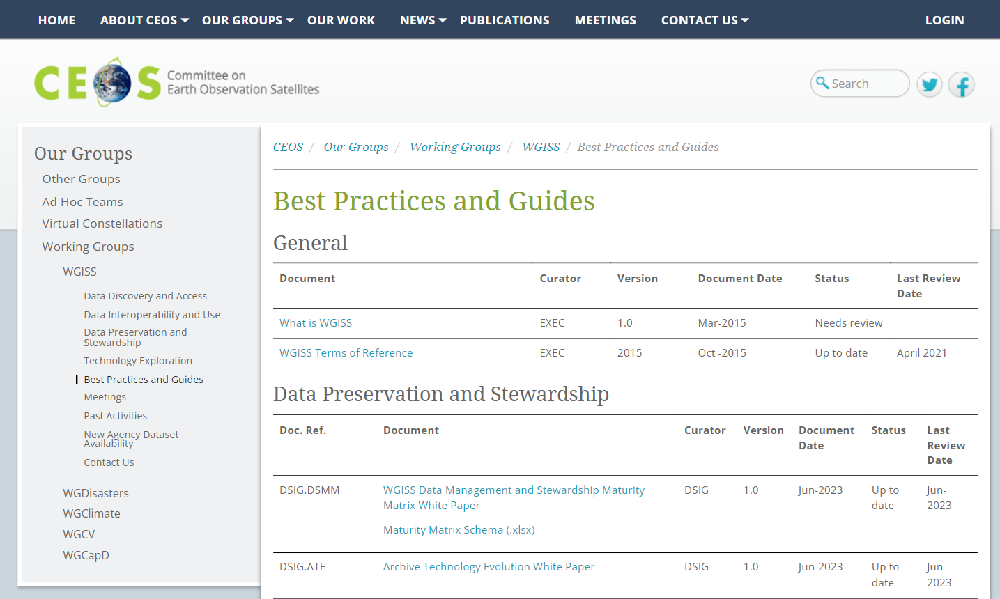 HOME ABOUT CEOS OUR GROUPS OUR WORK NEWS PUBLICATIONS MEETINGS CONTACT US LOGIN
CEOS Committee on
Earth Observation Satellites
Search
Our Groups
Other Groups
Ad Hoc Teams
Virtual Constellations
Working Groups
WGISS
Data Discovery and Access
Data Interoperability and Use
Data Preservation and
Stewardship
Technology Exploration
Best Practices and Guides
Meetings
Past Activities
New Agency Dataset
Availability
Contact Us
WGDisasters
WGClimate
WGCV
WGCapD
CEOS / Our Groups / Working Groups / WGISS / Best Practices and Guides
Best Practices and Guides
General
Document Curator Version Document Date Status Last Review
Date
What is WGISS EXEC 1.0 Mar-2015 Needs review
WGISS Terms of Reference EXEC 2015 Oct -2015 Up to date April 2021
Data Preservation and Stewardship
Doc. Ref. Document Curator Version Document Status Last
Date Review
Date
DSIG.DSMM WGISS Data Management and Stewardship Maturity DSIG 1.0 Jun-2023 Up to Jun-
Matrix White Paper date 2023
Maturity Matrix Schema (.xlsx)
DSIG.ATE Archive Technology Evolution White Paper DSIG 1.0 Jun-2023 Up to Jun-
date 2023